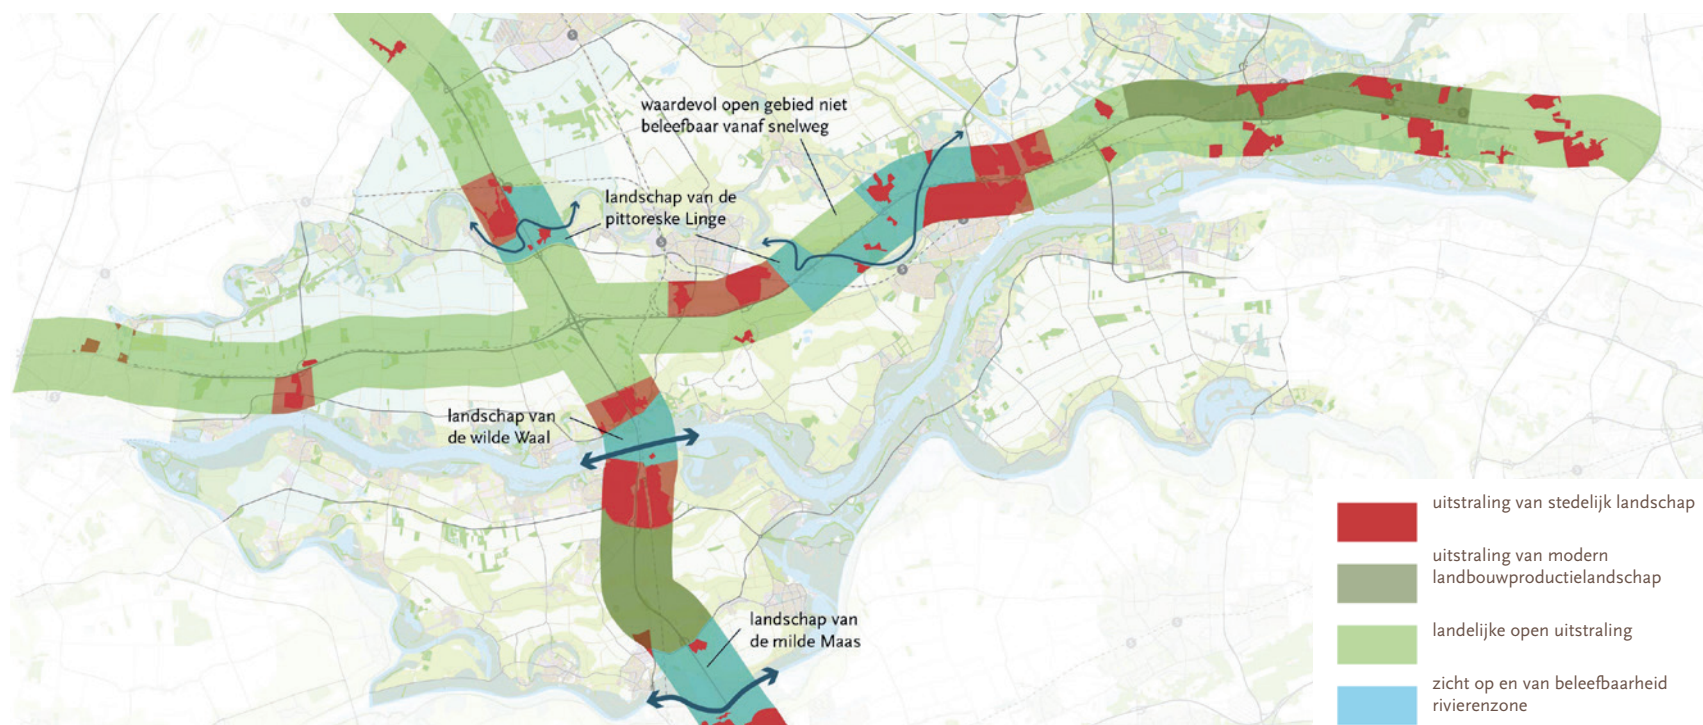 waardevol open gebied niet
beleefbaar vanaf snelweg
landschap van de
pittoreske Linge
landschap van
de wilde Waal
landschap van
de milde Maas
uitstraling van stedelijk landschap
uitstraling van modern
landbouwproductielandschap
landelijke open uitstraling
zicht op en van beleefbaarheid
rivierenzone